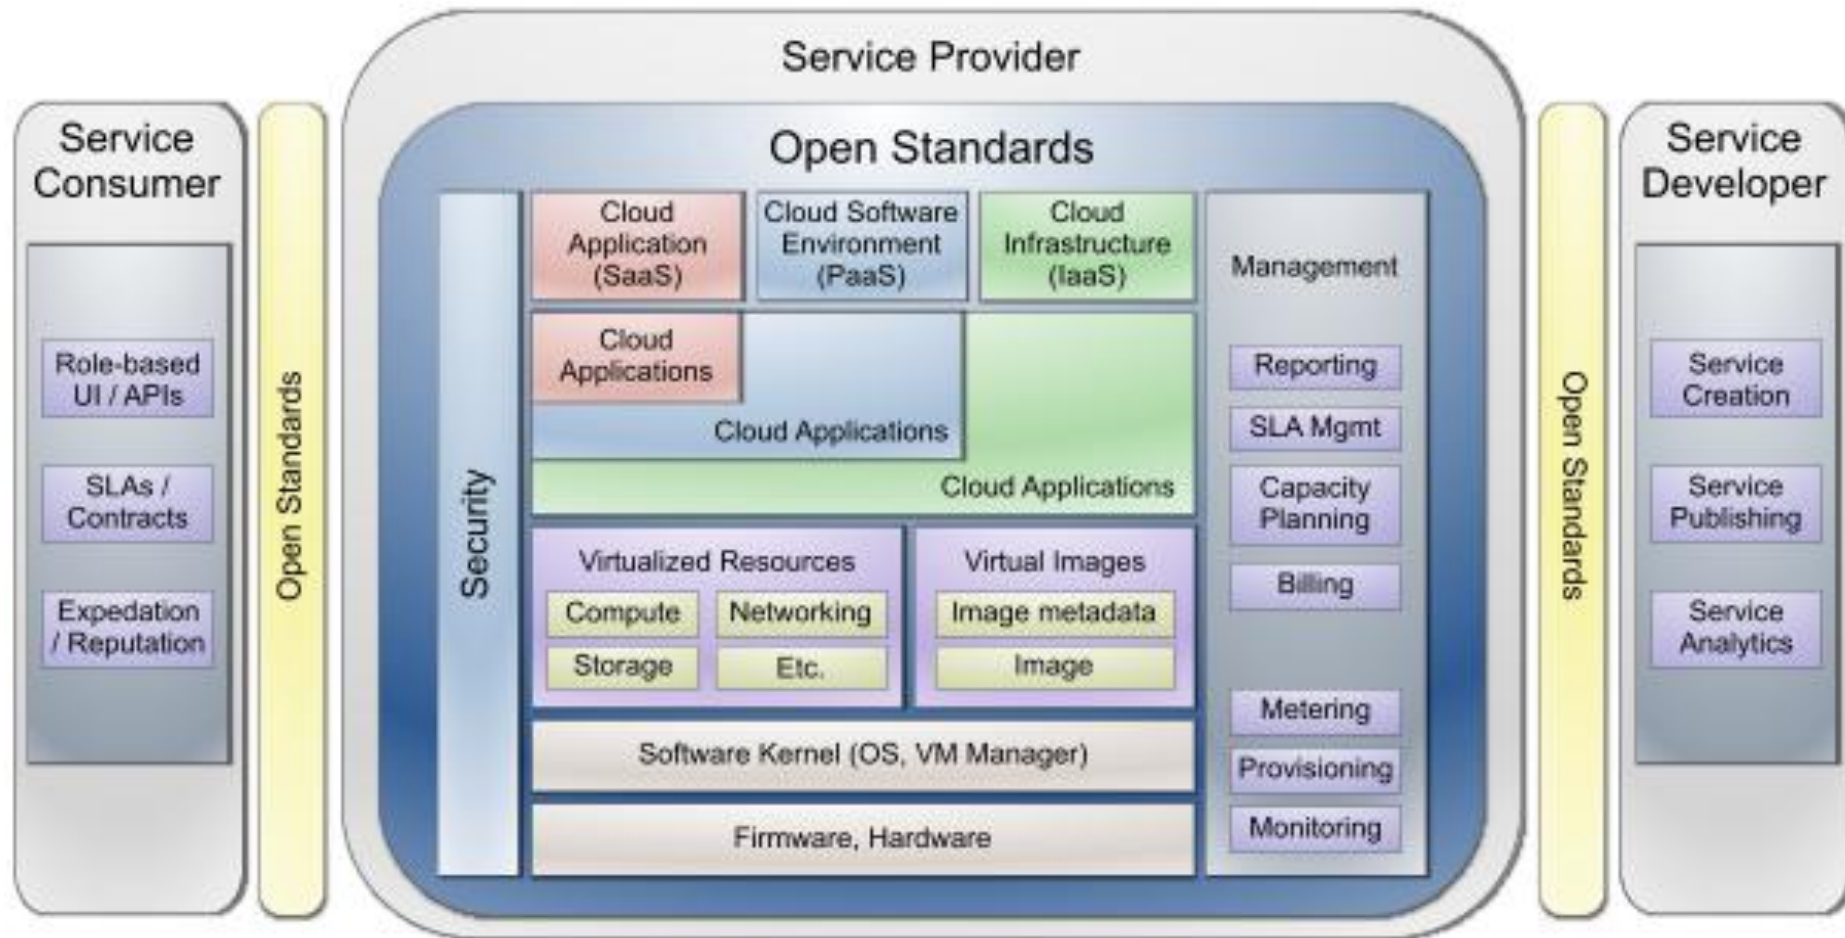 Service Provider
Service
Consumer
Role-based
UI / APIs
SLAs /
Contracts
Expedation
/ Reputation
Open Standards
Open Standards
Security
Cloud
Application
(SaaS)
Cloud Software
Environment
(PaaS)
Cloud
Infrastructure
(IaaS)
Cloud
Applications
Cloud Applications
Cloud Applications
Virtualized Resources
Compute
Networking
Storage
Etc.
Virtual Images
Image metadata
Image
Software Kernel (OS, VM Manager)
Firmware, Hardware
Management
Reporting
SLA Mgmt
Capacity
Planning
Billing
Metering
Provisioning
Monitoring
Open Standards
Service
Developer
Service
Creation
Service
Publishing
Service
Analytics